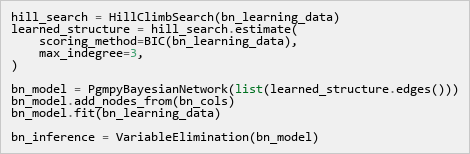 hill_search = HillClimbSearch(bn_learning_data)
learned_structure = hill_search.estimate(
    scoring_method=BIC(bn_learning_data),
    max_indegree=3,
)
bn_model = PgmpyBayesianNetwork(list(learned_structure.edges()))
bn_model.add_nodes_from(bn_cols)
bn_model.fit(bn_learning_data)
bn_inference = VariableElimination(bn_model)